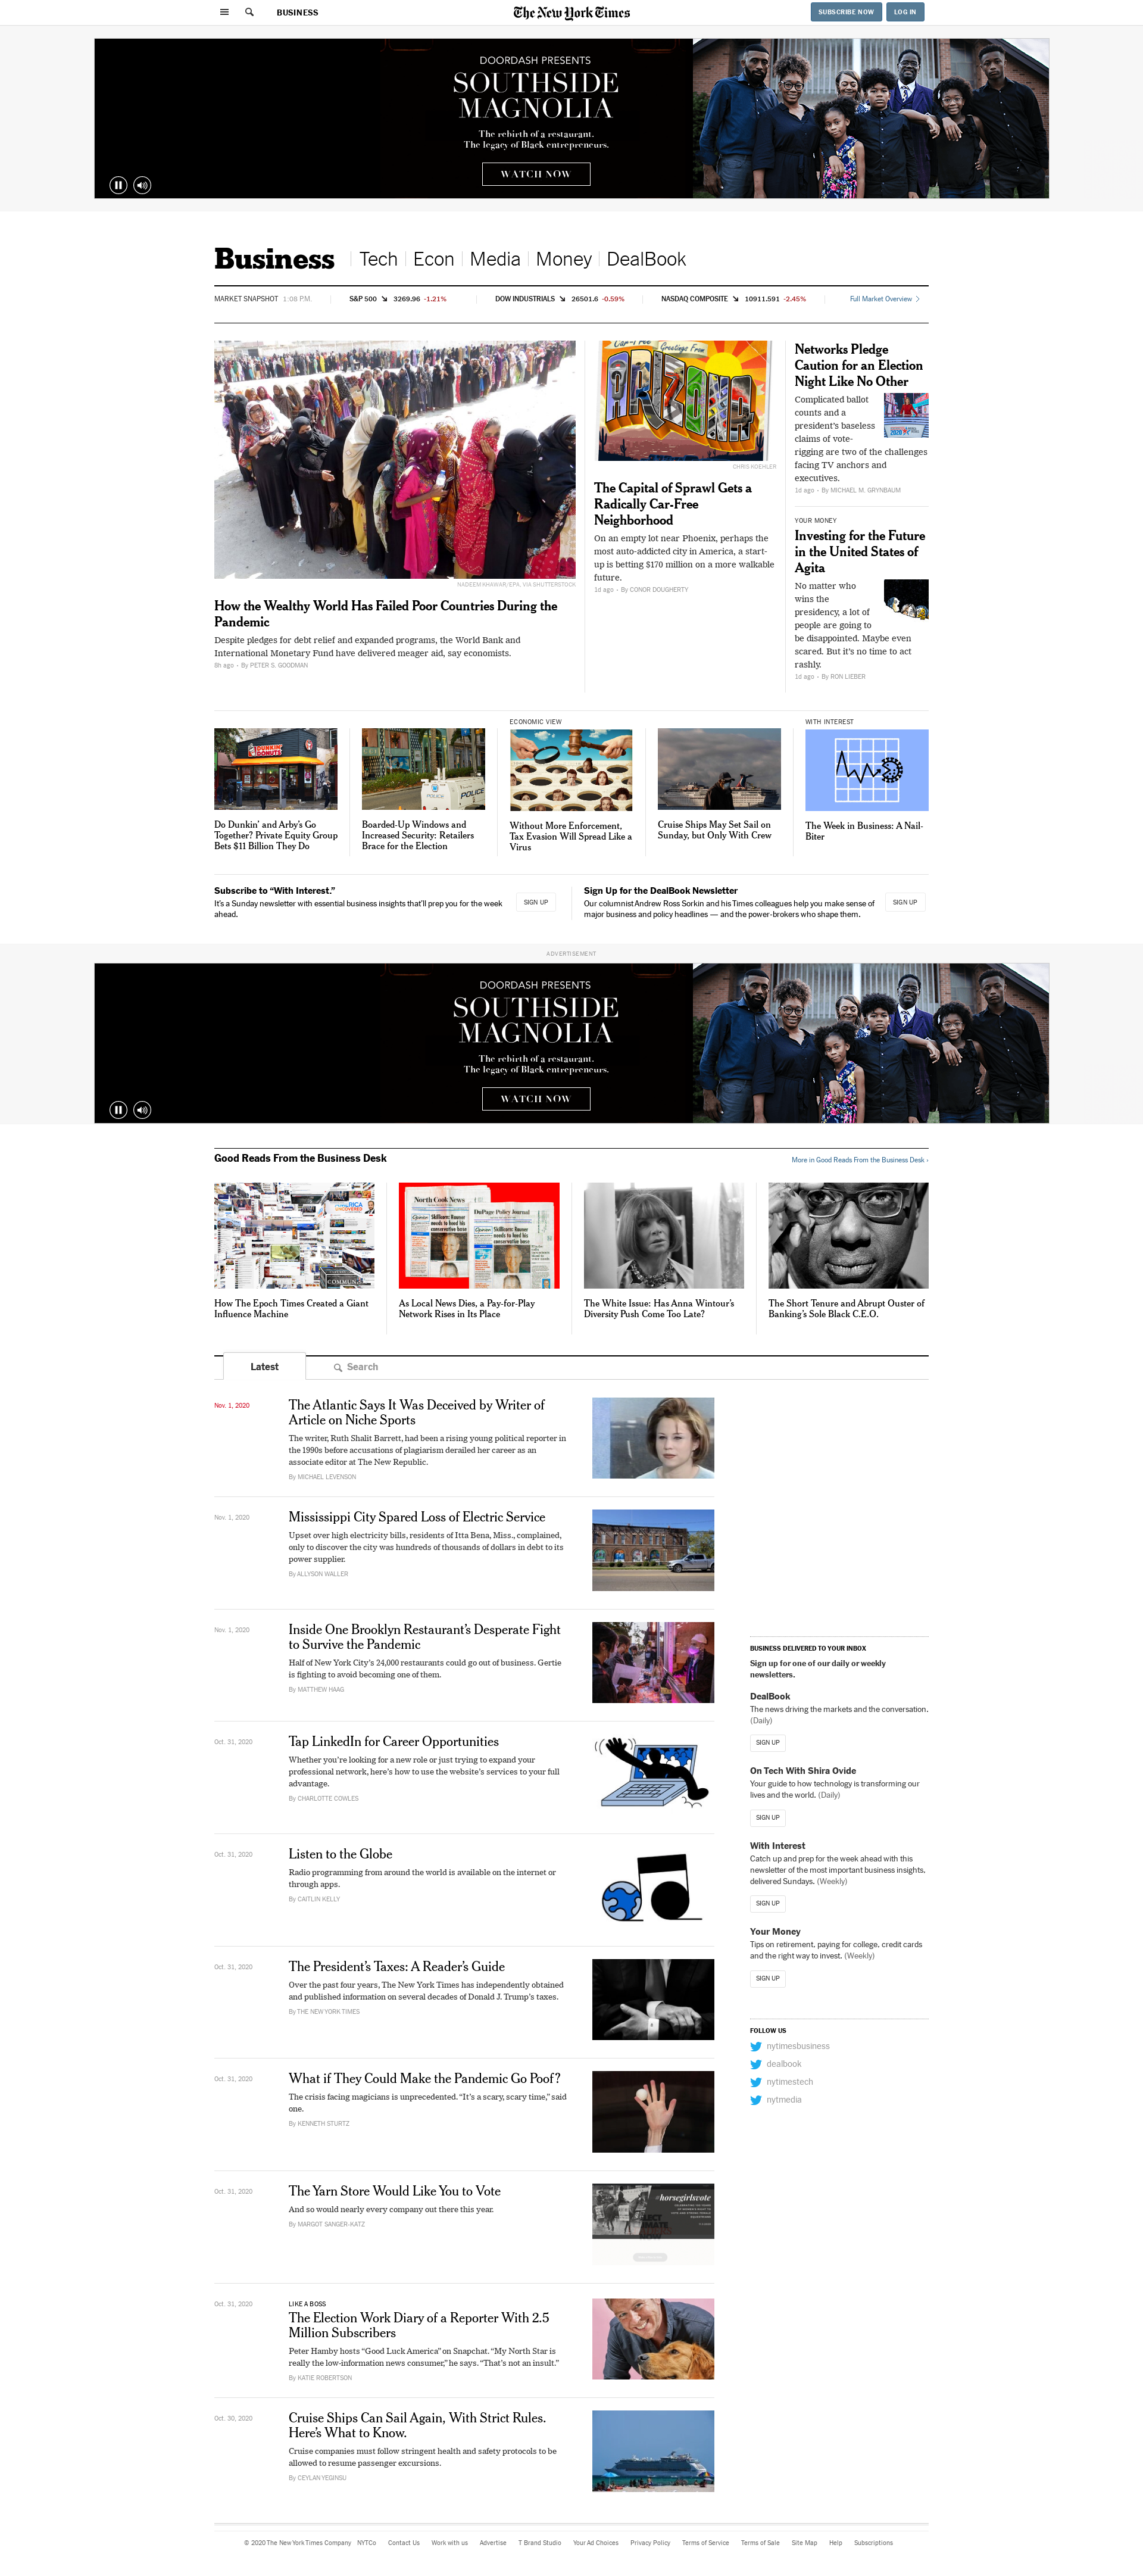 BUSINESS
The New York Times
SUBSCRIBE NOW
LOG IN
DOORDASH PRESENTS
SOUTHSIDE
MAGNOLIA
The rebirth of a restaurant.
The legacy of Black entrepreneurs.
WATCH NOW
Business
Tech
Econ
Media
Money
DealBook
MARKET SNAPSHOT 1:08 P.M.
S&P 500 3269.96 -1.21%
DOW INDUSTRIALS 26501.6 -0.59%
NASDAQ COMPOSITE 10911.591 -2.45%
Full Market Overview
NADEEM KHAWAR/EPA, VIA SHUTTERSTOCK
How the Wealthy World Has Failed Poor Countries During the
Pandemic
Despite pledges for debt relief and expanded programs, the World Bank and
International Monetary Fund have delivered meager aid, say economists.
8h ago • By PETER S. GOODMAN
Car-Free Greetings From
ARIZONA
CHRIS KOEHLER
The Capital of Sprawl Gets a
Radically Car-Free
Neighborhood
On an empty lot near Phoenix, perhaps the
most auto-addicted city in America, a start-
up is betting $170 million on a more walkable
future.
1d ago • By CONOR DOUGHERTY
Networks Pledge
Caution for an Election
Night Like No Other
Complicated ballot
counts and a
president's baseless
claims of vote-
rigging are two of the challenges
facing TV anchors and
executives.
1d ago • By MICHAEL M. GRYNBAUM
YOUR MONEY
Investing for the Future
in the United States of
Agita
No matter who
wins the
presidency, a lot of
people are going to
be disappointed. Maybe even
scared. But it's no time to act
rashly.
1d ago • By RON LIEBER
Do Dunkin' and Arby's Go
Together? Private Equity Group
Bets $11 Billion They Do
POLICE
Boarded-Up Windows and
Increased Security: Retailers
Brace for the Election
ECONOMIC VIEW
Without More Enforcement,
Tax Evasion Will Spread Like a
Virus
Cruise Ships May Set Sail on
Sunday, but Only With Crew
WITH INTEREST
The Week in Business: A Nail-
Biter
Subscribe to “With Interest.”
It's a Sunday newsletter with essential business insights that'll prep you for the week
ahead.
SIGN UP
Sign Up for the DealBook Newsletter
Our columnist Andrew Ross Sorkin and his Times colleagues help you make sense of
major business and policy headlines — and the power-brokers who shape them.
SIGN UP
ADVERTISEMENT
DOORDASH PRESENTS
SOUTHSIDE
MAGNOLIA
The rebirth of a restaurant.
The legacy of Black entrepreneurs.
WATCH NOW
Good Reads From the Business Desk
More in Good Reads From the Business Desk ›
How The Epoch Times Created a Giant
Influence Machine
North Cook News
DuPage Policy Journal
As Local News Dies, a Pay-for-Play
Network Rises in Its Place
The White Issue: Has Anna Wintour's
Diversity Push Come Too Late?
The Short Tenure and Abrupt Ouster of
Banking's Sole Black C.E.O.
Latest
Search
Nov. 1, 2020
The Atlantic Says It Was Deceived by Writer of
Article on Niche Sports
The writer, Ruth Shalit Barrett, had been a rising young political reporter in
the 1990s before accusations of plagiarism derailed her career as an
associate editor at The New Republic.
By MICHAEL LEVENSON
Nov. 1, 2020
Mississippi City Spared Loss of Electric Service
Upset over high electricity bills, residents of Itta Bena, Miss., complained,
only to discover the city was hundreds of thousands of dollars in debt to its
power supplier.
By ALLYSON WALLER
Nov. 1, 2020
Inside One Brooklyn Restaurant's Desperate Fight
to Survive the Pandemic
Half of New York City's 24,000 restaurants could go out of business. Gertie
is fighting to avoid becoming one of them.
By MATTHEW HAAG
Oct. 31, 2020
Tap LinkedIn for Career Opportunities
Whether you're looking for a new role or just trying to expand your
professional network, here's how to use the website's services to your full
advantage.
By CHARLOTTE COWLES
Oct. 31, 2020
Listen to the Globe
Radio programming from around the world is available on the internet or
through apps.
By CAITLIN KELLY
Oct. 31, 2020
The President's Taxes: A Reader's Guide
Over the past four years, The New York Times has independently obtained
and published information on several decades of Donald J. Trump's taxes.
By THE NEW YORK TIMES
Oct. 31, 2020
What if They Could Make the Pandemic Go Poof?
The crisis facing magicians is unprecedented. “It's a scary, scary time,” said
one.
By KENNETH STURTZ
Oct. 31, 2020
The Yarn Store Would Like You to Vote
And so would nearly every company out there this year.
By MARGOT SANGER-KATZ
#horsegirlsvote
Oct. 31, 2020
LIKE A BOSS
The Election Work Diary of a Reporter With 2.5
Million Subscribers
Peter Hamby hosts “Good Luck America” on Snapchat. “My North Star is
really the low-information news consumer,” he says. “That's not an insult.”
By KATIE ROBERTSON
Oct. 30, 2020
Cruise Ships Can Sail Again, With Strict Rules.
Here's What to Know.
Cruise companies must follow stringent health and safety protocols to be
allowed to resume passenger excursions.
By CEYLAN YEGINSU
BUSINESS DELIVERED TO YOUR INBOX
Sign up for one of our daily or weekly
newsletters.
DealBook
The news driving the markets and the conversation.
(Daily)
SIGN UP
On Tech With Shira Ovide
Your guide to how technology is transforming our
lives and the world. (Daily)
SIGN UP
With Interest
Catch up and prep for the week ahead with this
newsletter of the most important business insights,
delivered Sundays. (Weekly)
SIGN UP
Your Money
Tips on retirement, paying for college, credit cards
and the right way to invest. (Weekly)
SIGN UP
FOLLOW US
nytimesbusiness
dealbook
nytimestech
nytmedia
© 2020 The New York Times Company NYTCo Contact Us Work with us Advertise T Brand Studio Your Ad Choices Privacy Policy Terms of Service Terms of Sale Site Map Help Subscriptions